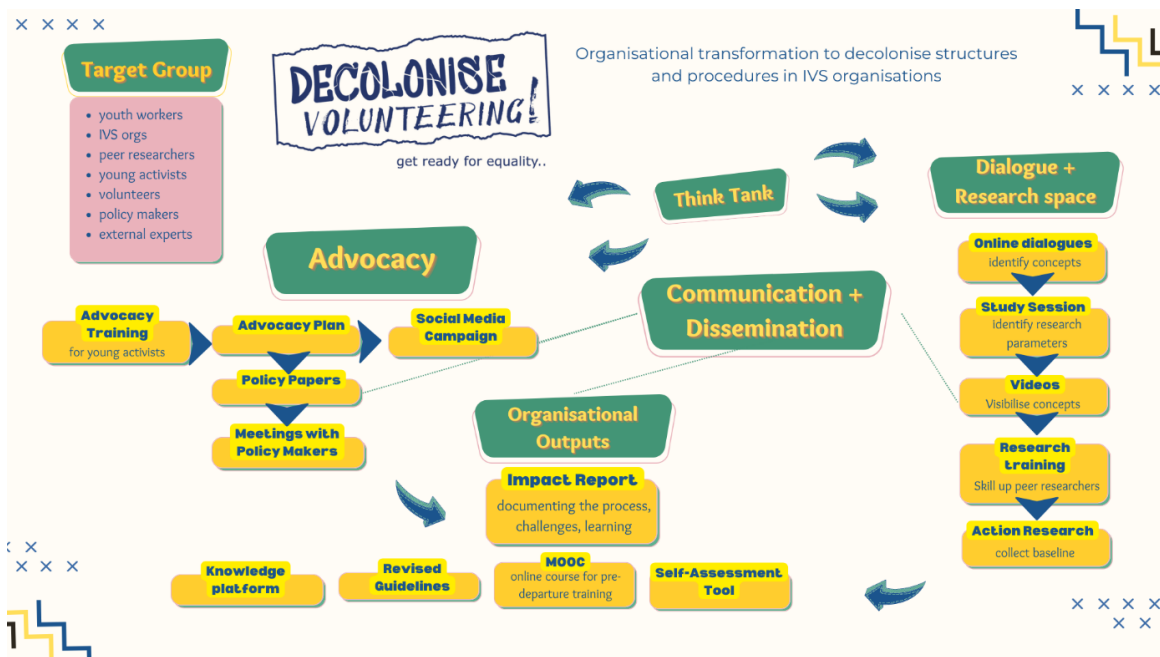 Target Group
youth workers
IVS orgs
peer researchers
young activists
volunteers
policy makers
external experts
DECOLONISE
VOLUNTEERING!
get ready for equality..
Organisational transformation to decolonise structures
and procedures in IVS organisations
Think Tank
Dialogue +
Research space
Online dialogues
identify concepts
Study Session
identify research
parameters
Videos
Visibilise concepts
Research
training
Skill up peer researchers
Action Research
collect baseline
Advocacy
Advocacy
Training
for young activists
Advocacy Plan
Social Media
Campaign
Policy Papers
Meetings with
Policy Makers
Communication +
Dissemination
Organisational
Outputs
Impact Report
documenting the process,
challenges, learning
Knowledge
platform
Revised
Guidelines
MOOC
online course for pre-
departure training
Self-Assessment
Tool